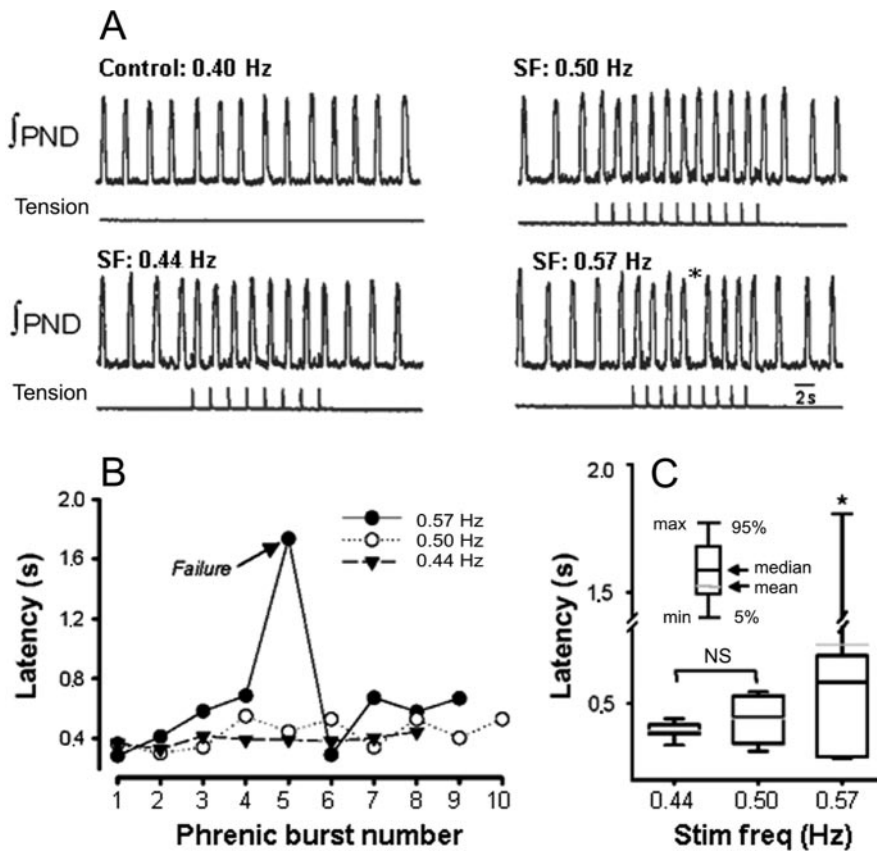 A
Control: 0.40 Hz
SF: 0.50 Hz
∫PND
Tension
SF: 0.44 Hz
SF: 0.57 Hz
*
∫PND
Tension
2s
B
2.0
1.6
1.2
0.8
0.4
Latency (s)
Failure
0.57 Hz
0.50 Hz
0.44 Hz
1 2 3 4 5 6 7 8 9 10
Phrenic burst number
C
2.0
1.5
0.5
Latency (s)
max 95%
median
mean
min 5%
*
NS
0.44 0.50 0.57
Stim freq (Hz)